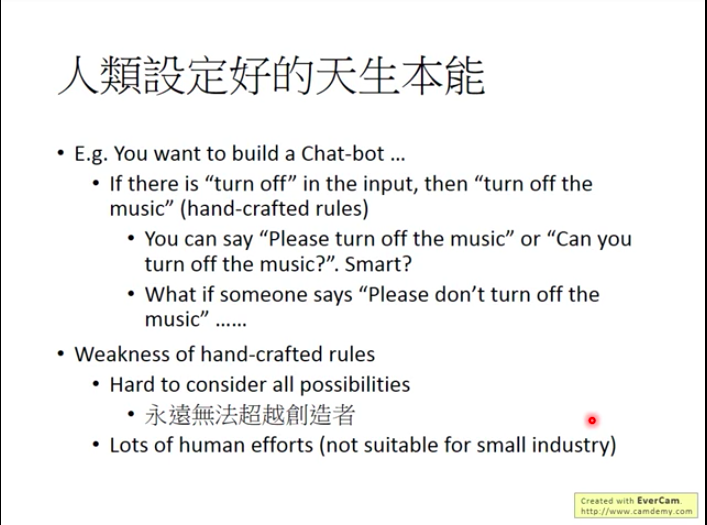 人類設定好的天生本能
• E.g. You want to build a Chat-bot ...
• If there is “turn off” in the input, then “turn off the
music” (hand-crafted rules)
• You can say “Please turn off the music” or “Can you
turn off the music?”. Smart?
• What if someone says “Please don’t turn off the
music” ......
• Weakness of hand-crafted rules
• Hard to consider all possibilities
• 永遠無法超越創造者
• Lots of human efforts (not suitable for small industry)
Created with EverCam.
http://www.camdemy.com